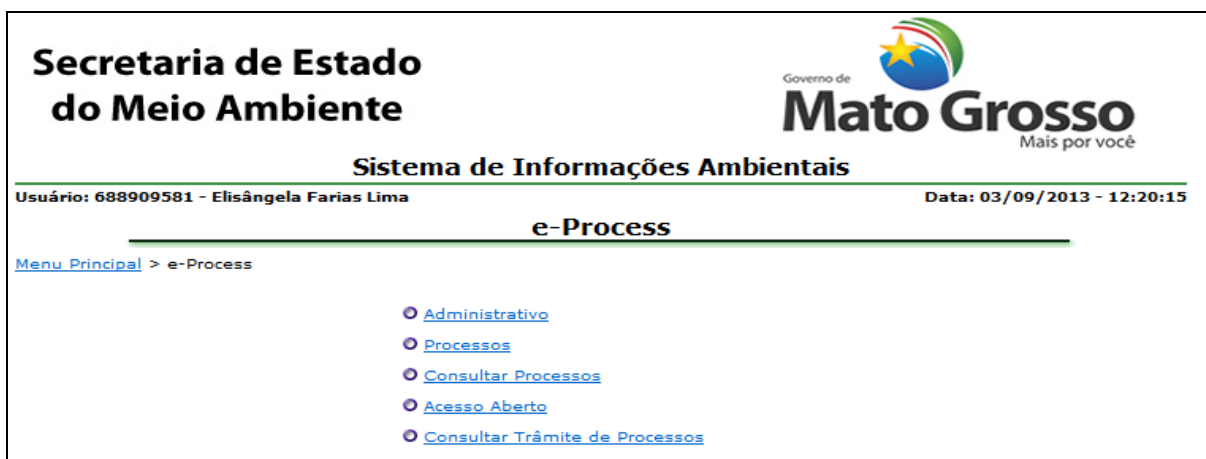 Secretaria de Estado
do Meio Ambiente
Governo de
Mato Grosso
Mais por você
Sistema de Informações Ambientais
Usuário: 688909581 - Elisângela Farias Lima Data: 03/09/2013 - 12:20:15
e-Process
Menu Principal > e-Process
Administrativo
Processos
Consultar Processos
Acesso Aberto
Consultar Trâmite de Processos